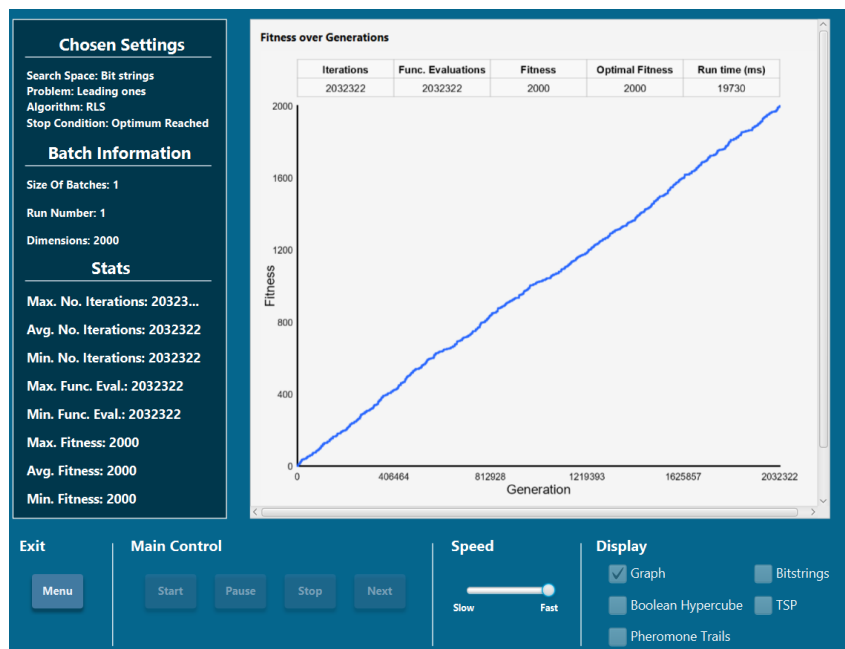 Chosen Settings
Search Space: Bit strings
Problem: Leading ones
Algorithm: RLS
Stop Condition: Optimum Reached
Batch Information
Size Of Batches: 1
Run Number: 1
Dimensions: 2000
Stats
Max. No. Iterations: 20323...
Avg. No. Iterations: 2032322
Min. No. Iterations: 2032322
Max. Func. Eval.: 2032322
Min. Func. Eval.: 2032322
Max. Fitness: 2000
Avg. Fitness: 2000
Min. Fitness: 2000
Fitness over Generations
Iterations Func. Evaluations Fitness Optimal Fitness Run time (ms)
2032322 2032322 2000 2000 19730
2000
1600
1200
800
400
0
Fitness
0 406464 812928 1219393 1625857 2032322
Generation
Exit
Menu
Main Control
Start Pause Stop Next
Speed
Slow Fast
Display
Graph Bitstrings
Boolean Hypercube TSP
Pheromone Trails